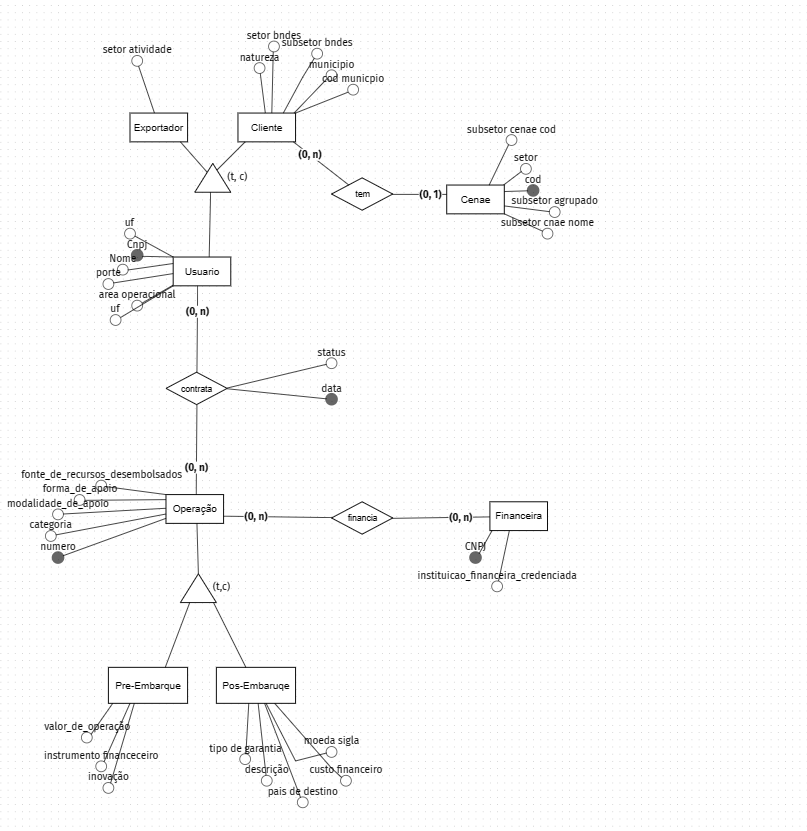 setor bndes
subsetor bndes
setor atividade
natureza
municipio
cod municpio
Exportador
Cliente
subsetor cenae cod
(0, n)
setor
(t, c)
cod
tem
(0, 1)
Cenae
subsetor agrupado
subsetor cnae nome
uf
Cnpj
Nome
porte
Usuario
area operacional
uf
(0, n)
status
contrata
data
(0, n)
fonte_de_recursos_desembolsados
forma_de_apoio
modalidade_de_apoio
Operação
categoria
numero
(0, n)
financia
(0, n)
Financeira
CNPJ
instituicao_financeira_credenciada
(t,c)
Pre-Embarque
Pos-Embaruqe
valor_de_operação
instrumento financeceiro
inovação
tipo de garantia
moeda sigla
descrição
custo financeiro
pais de destino